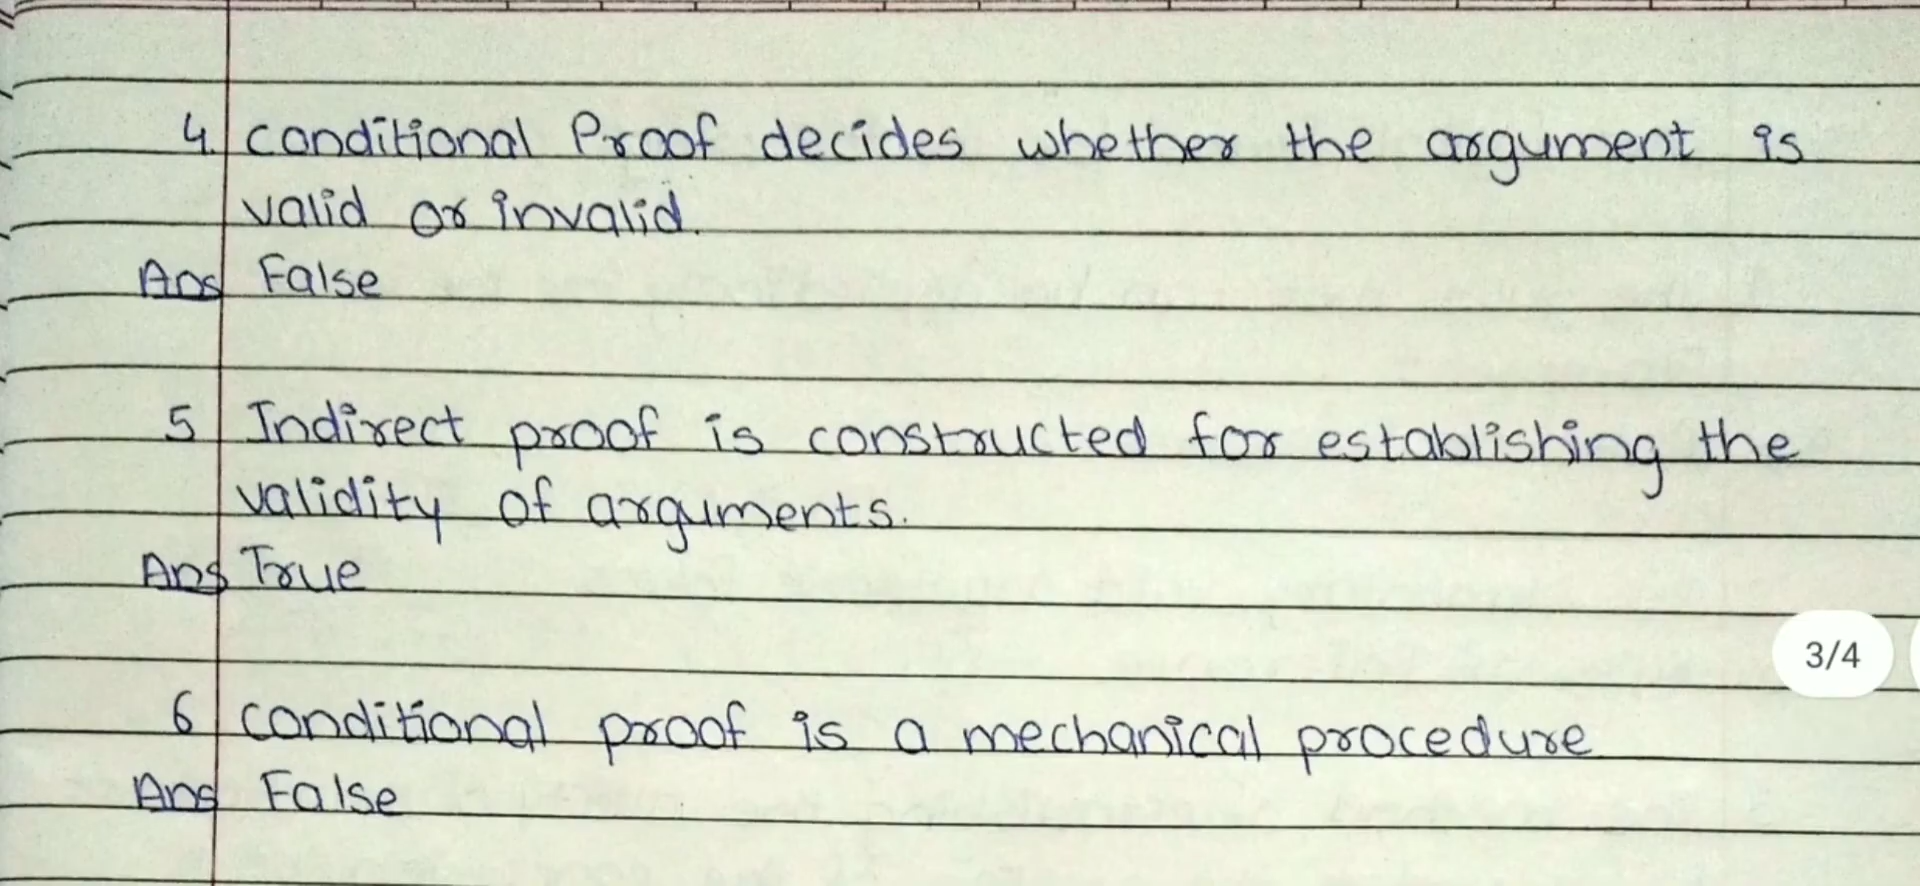 4. Conditional Proof decides whether the argument is
valid or invalid.
Ans False
5 Indirect proof is constructed for establishing the
validity of arguments.
Ans True
3/4
6 conditional proof is a mechanical procedure
Ans False